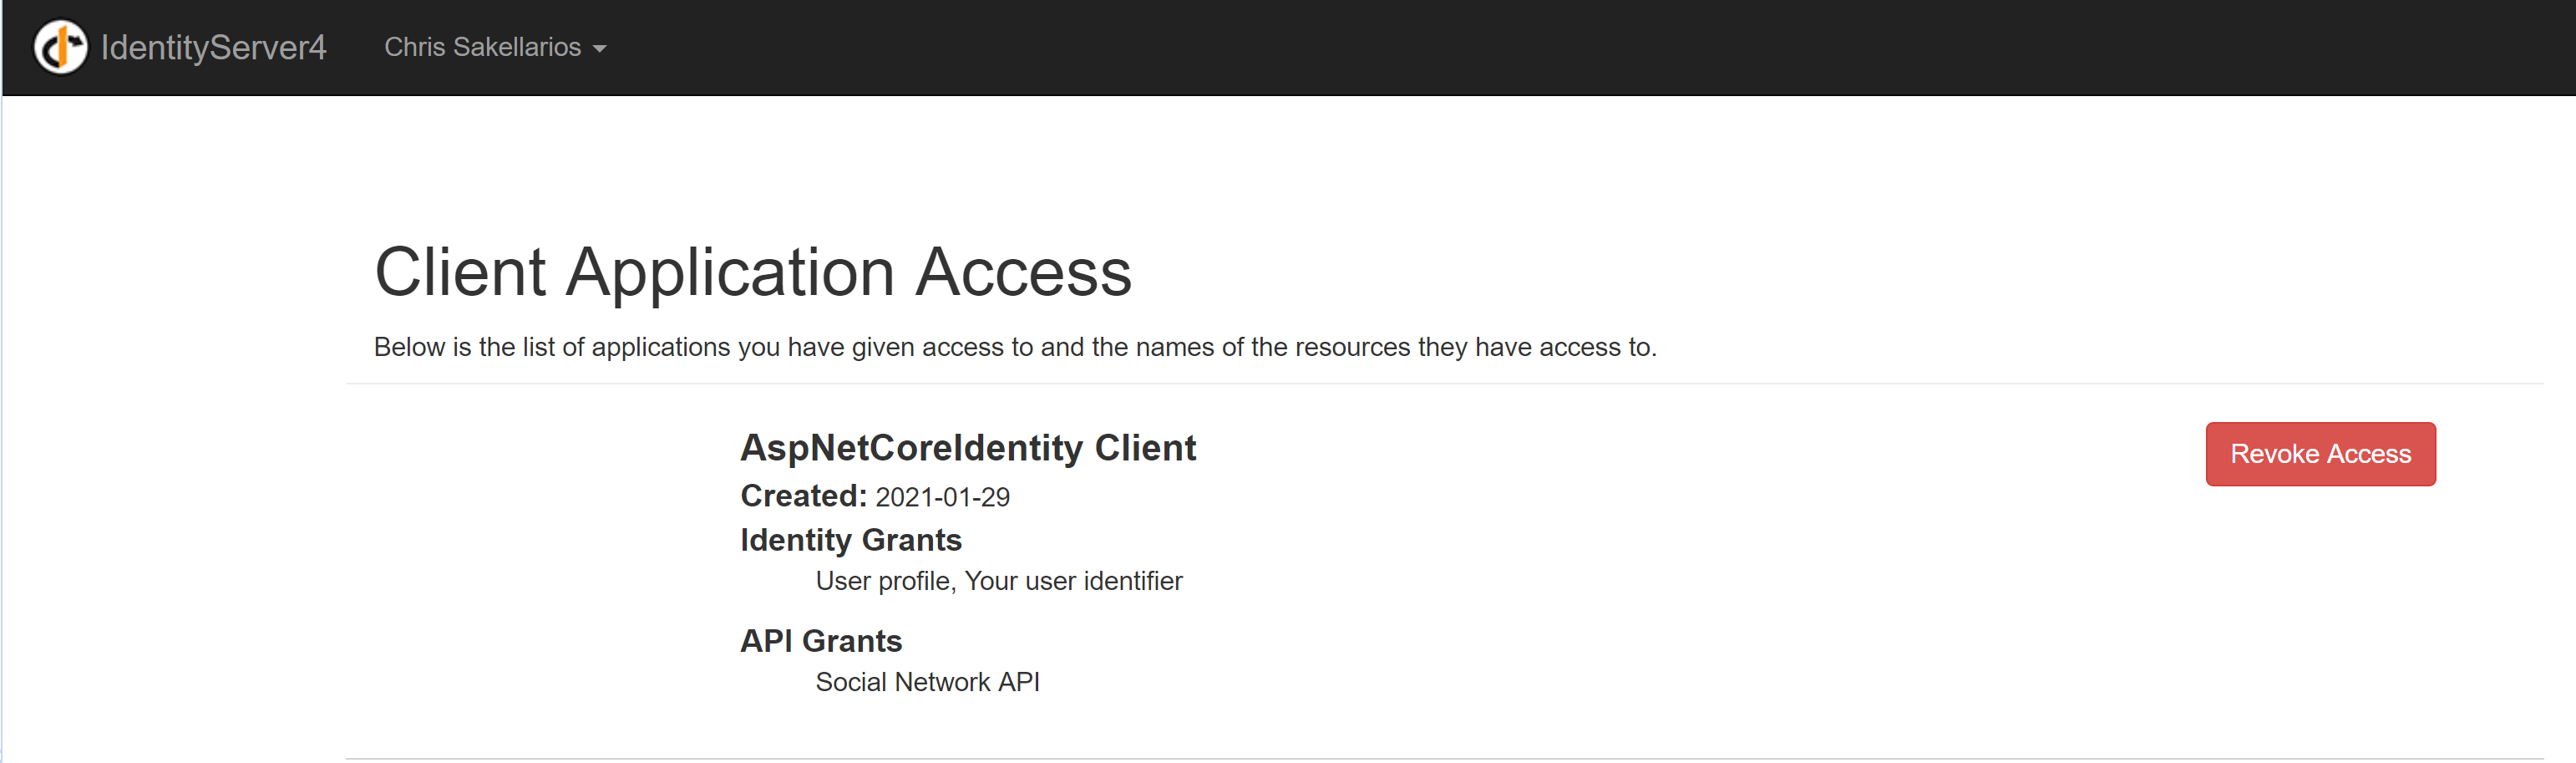 IdentityServer4 Chris Sakellarios
Client Application Access
Below is the list of applications you have given access to and the names of the resources they have access to.
AspNetCoreIdentity Client
Revoke Access
Created: 2021-01-29
Identity Grants
User profile, Your user identifier
API Grants
Social Network API